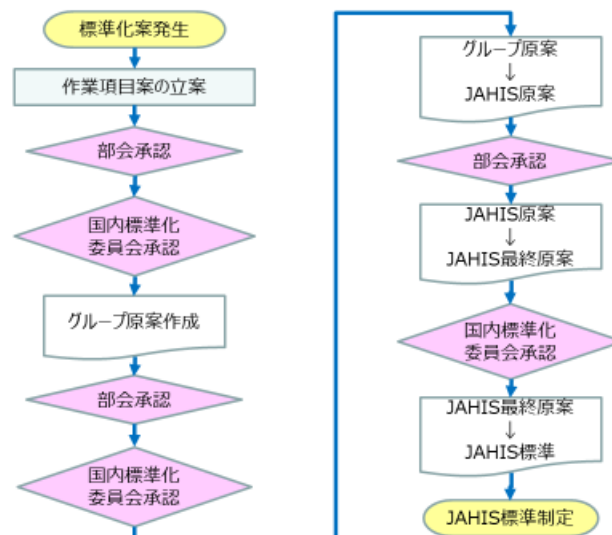 標準化案発生
作業項目案の立案
部会承認
国内標準化
委員会承認
グループ原案作成
部会承認
国内標準化
委員会承認
グループ原案
↓
JAHIS原案
部会承認
JAHIS原案
↓
JAHIS最終原案
国内標準化
委員会承認
JAHIS最終原案
↓
JAHIS標準
JAHIS標準制定